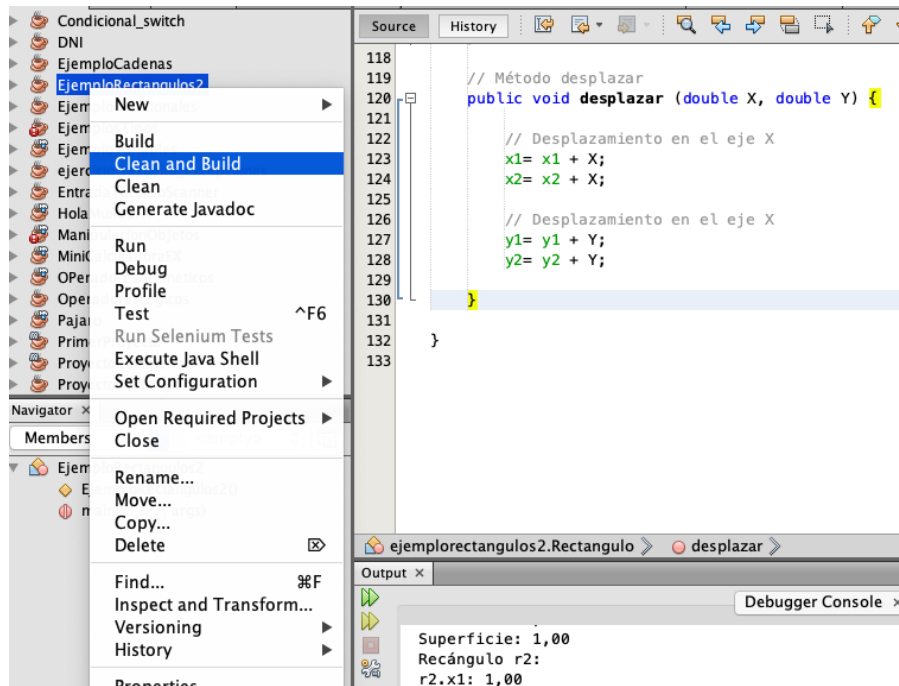 Condicional_switch
DNI
EjemploCadenas
EjemploRectangulos2
New
Build
Clean and Build
Clean
Generate Javadoc
Run
Debug
Profile
Test ^F6
Run Selenium Tests
Execute Java Shell
Set Configuration
Open Required Projects
Close
Rename...
Move...
Copy...
Delete
Find... ⌘F
Inspect and Transform...
Versioning
History
Properties
Navigator ×
Members
Source History
118
119 // Método desplazar
120 public void desplazar (double X, double Y) {
121
122 // Desplazamiento en el eje X
123 x1= x1 + X;
124 x2= x2 + X;
125
126 // Desplazamiento en el eje X
127 y1= y1 + Y;
128 y2= y2 + Y;
129
130 }
131
132 }
133
ejemplorectangulos2.Rectangulo desplazar
Output ×
Debugger Console ×
Superficie: 1,00
Recángulo r2:
r2.x1: 1,00